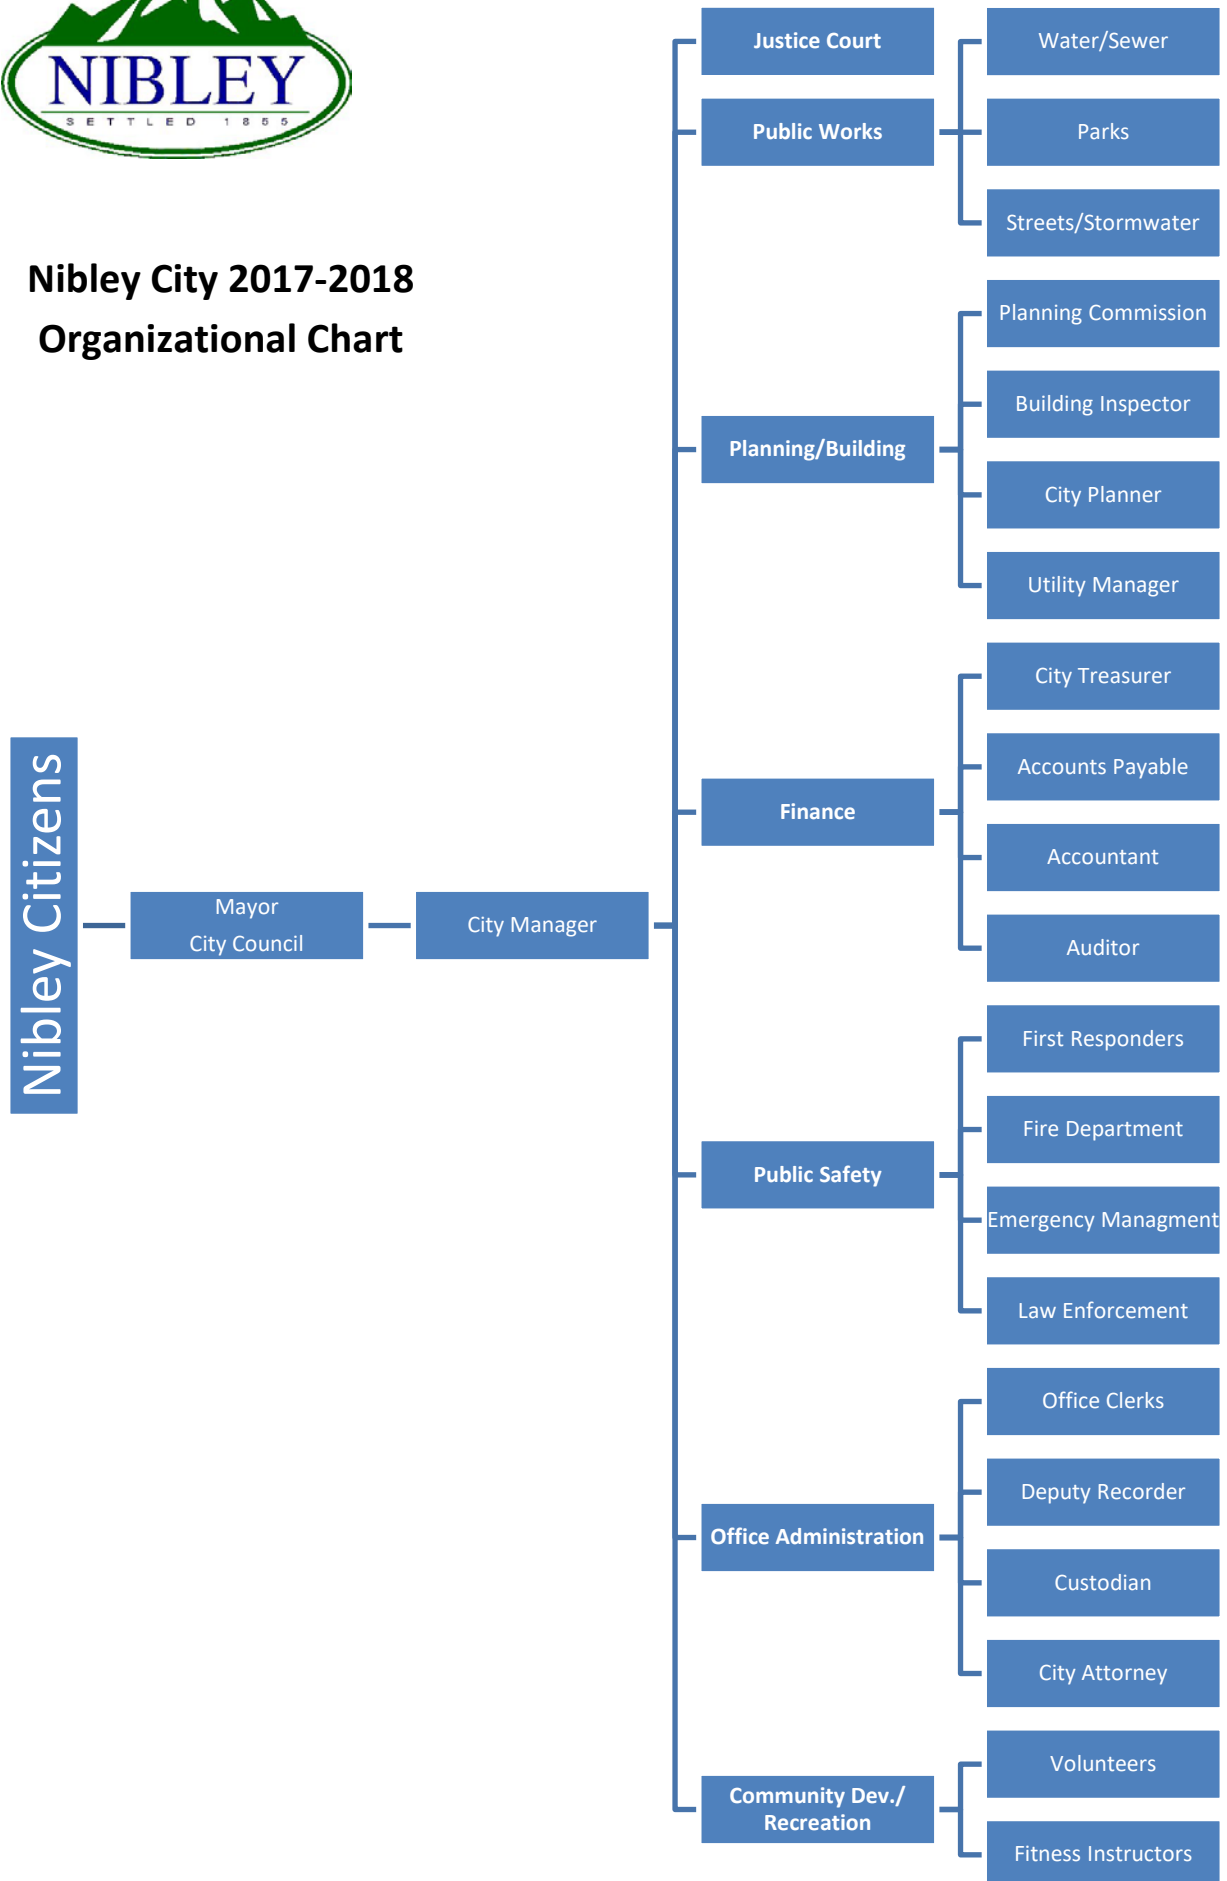 NIBLEY
SETTLED 1855
Nibley City 2017-2018
Organizational Chart
Nibley Citizens
Mayor
City Council
City Manager
Justice Court
Public Works
Water/Sewer
Parks
Streets/Stormwater
Planning/Building
Planning Commission
Building Inspector
City Planner
Utility Manager
Finance
City Treasurer
Accounts Payable
Accountant
Auditor
Public Safety
First Responders
Fire Department
Emergency Managment
Law Enforcement
Office Administration
Office Clerks
Deputy Recorder
Custodian
City Attorney
Community Dev./
Recreation
Volunteers
Fitness Instructors